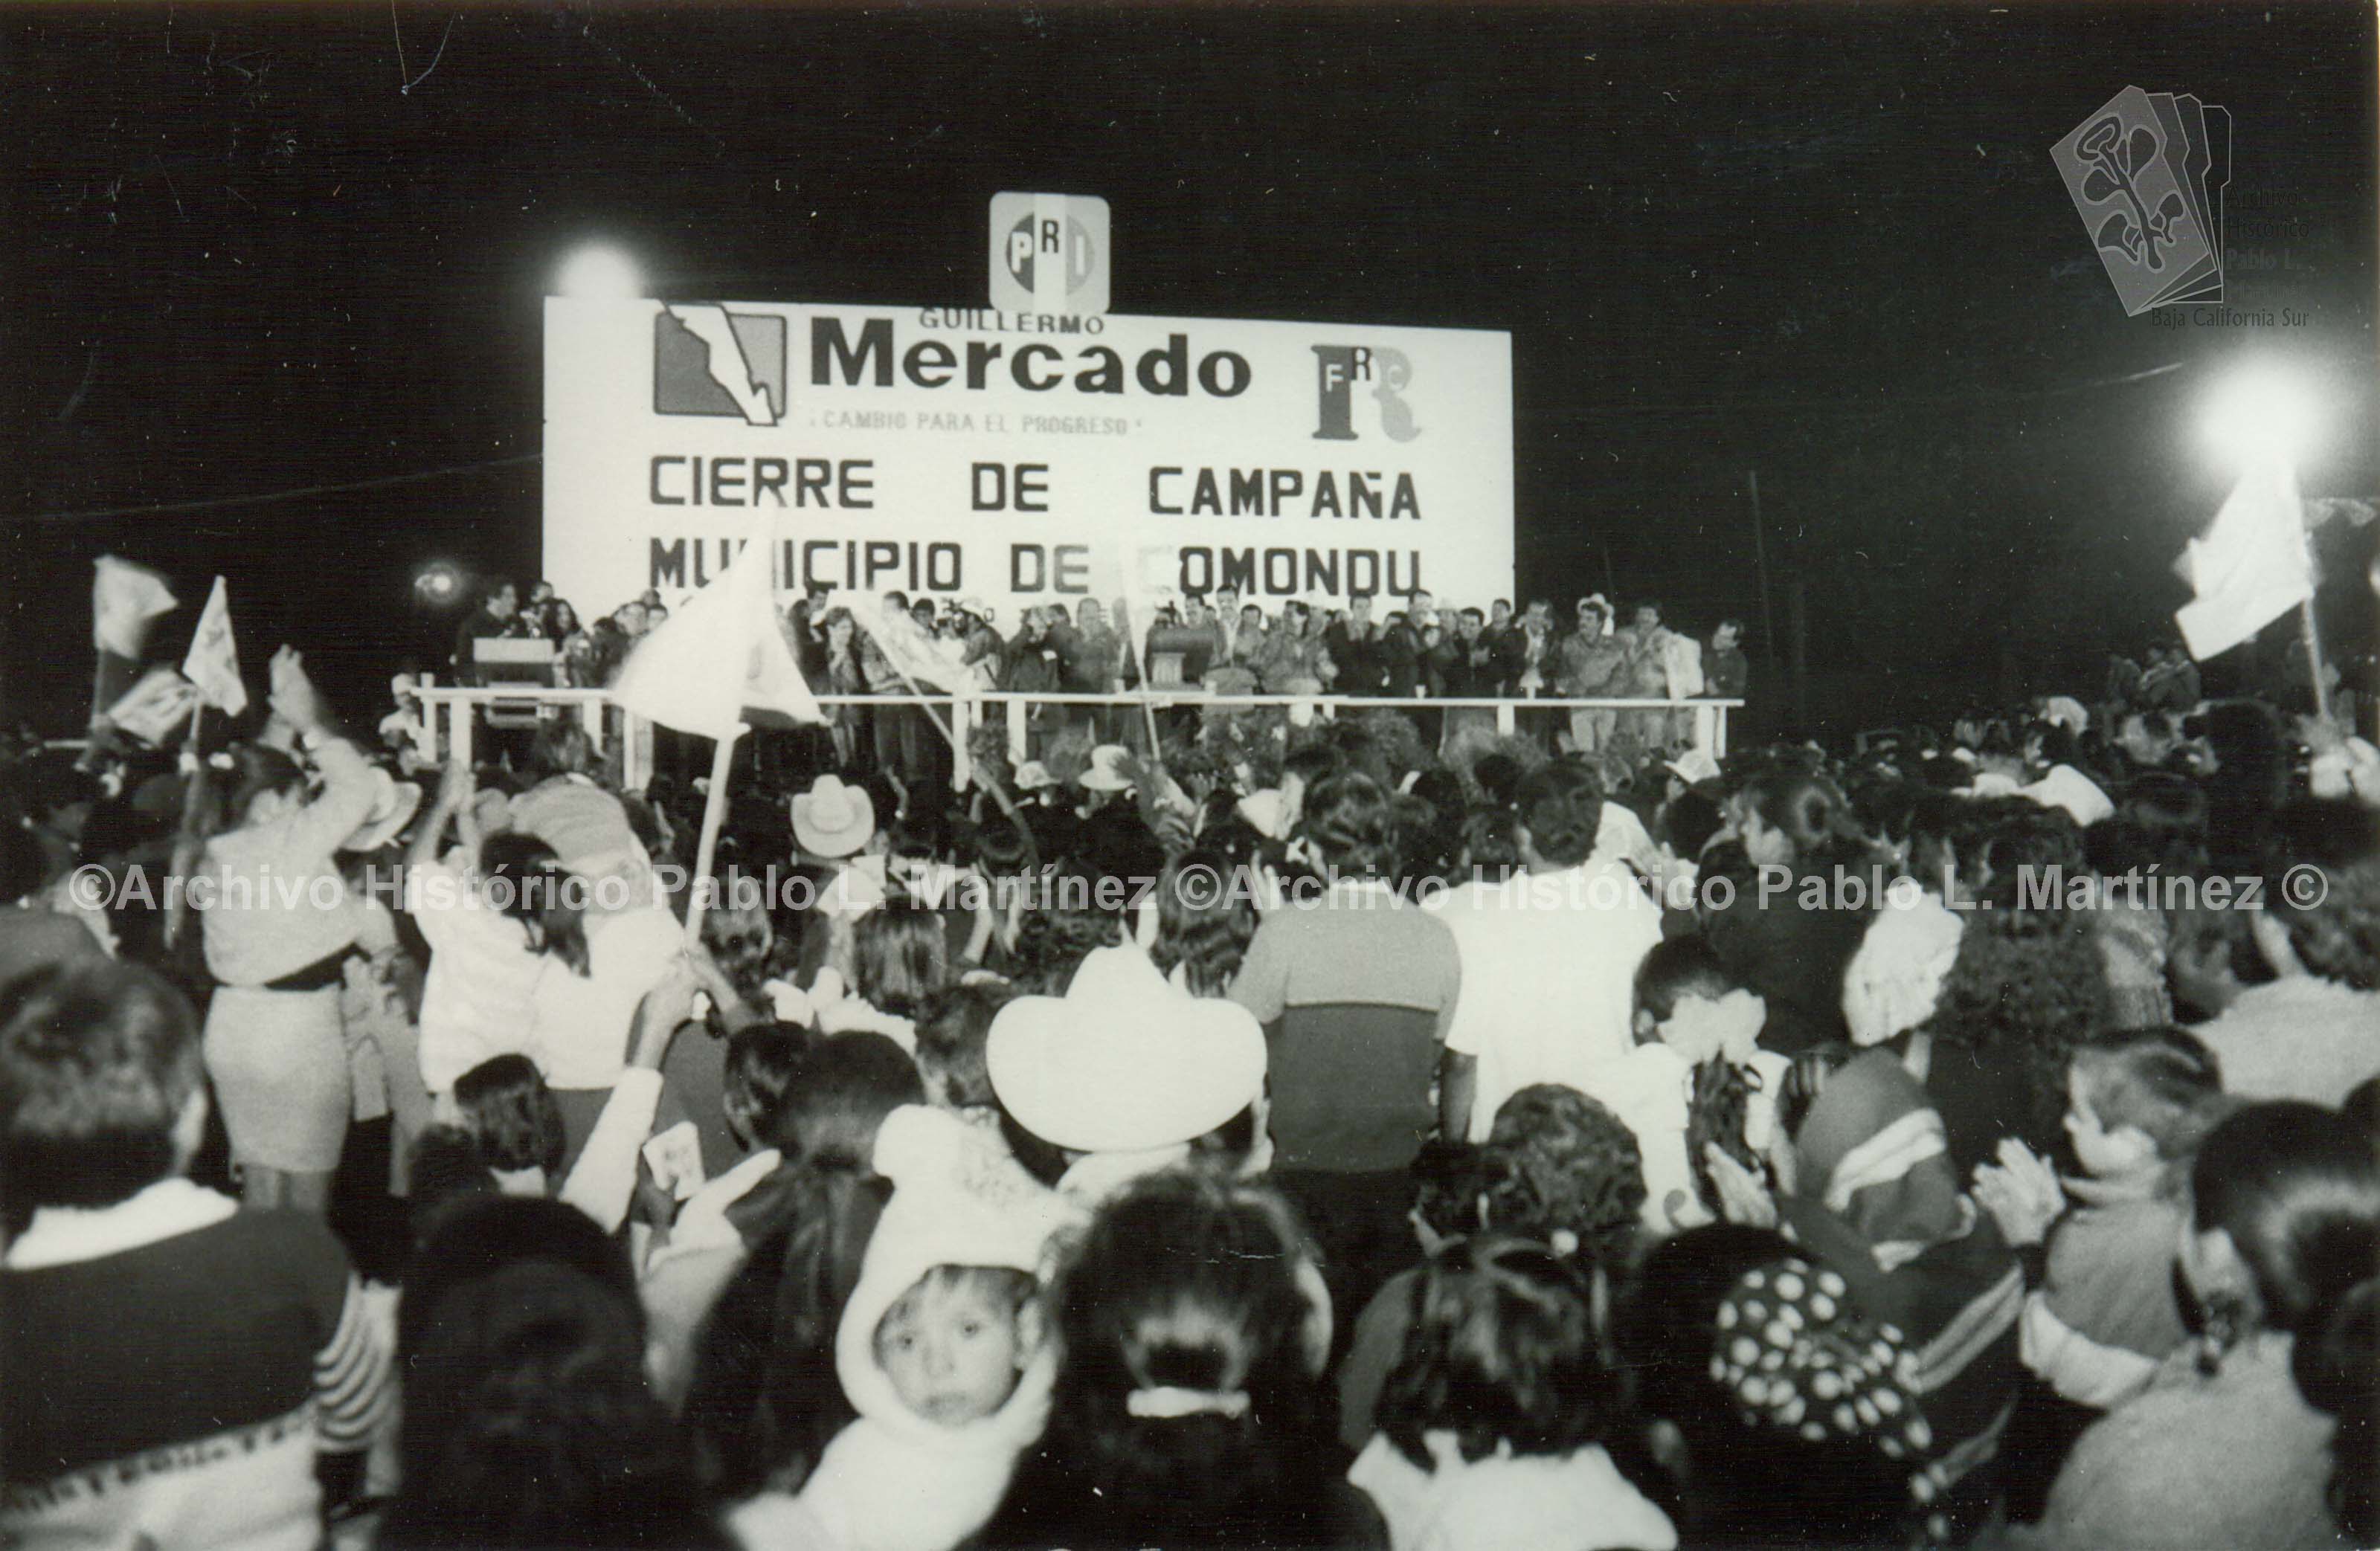 PRI
GUILLERMO
Mercado
FRC
¡CAMBIO PARA EL PROGRESO!
CIERRE DE CAMPAÑA
MUNICIPIO DE COMONDU
Archivo
Histórico
Pablo L.
Baja California Sur
©Archivo Histórico Pablo L. Martínez ©Archivo Histórico Pablo L. Martínez ©